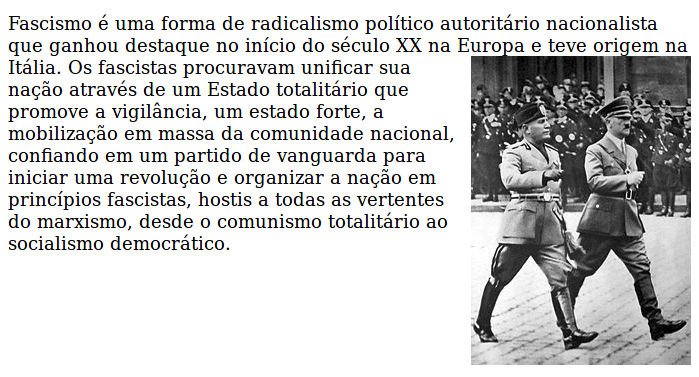 Fascismo é uma forma de radicalismo político autoritário nacionalista
que ganhou destaque no início do século XX na Europa e teve origem na
Itália. Os fascistas procuravam unificar sua
nação através de um Estado totalitário que
promove a vigilância, um estado forte, a
mobilização em massa da comunidade nacional,
confiando em um partido de vanguarda para
iniciar uma revolução e organizar a nação em
princípios fascistas, hostis a todas as vertentes
do marxismo, desde o comunismo totalitário ao
socialismo democrático.